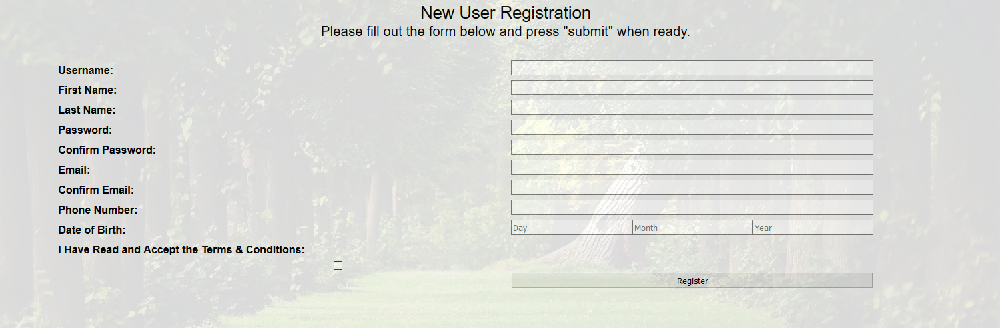 New User Registration
Please fill out the form below and press "submit" when ready.
Username:
First Name:
Last Name:
Password:
Confirm Password:
Email:
Confirm Email:
Phone Number:
Date of Birth: Day Month Year
I Have Read and Accept the Terms & Conditions:
Register